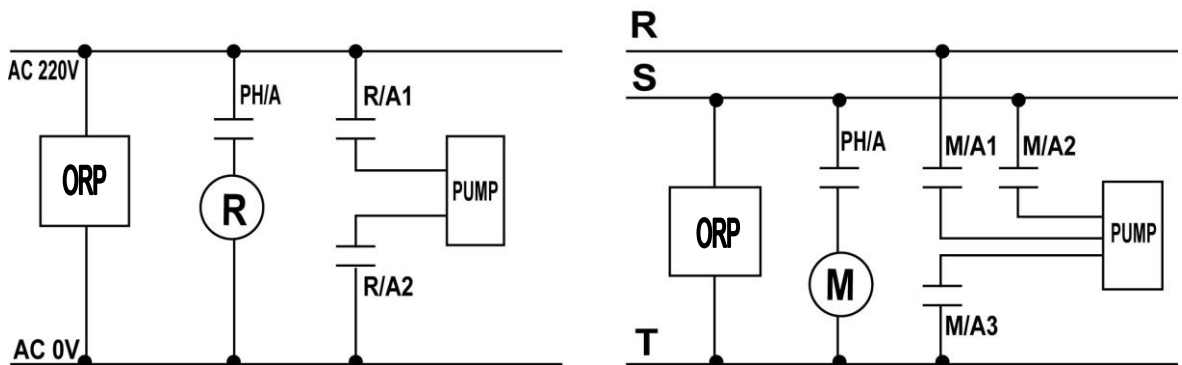 AC 220V
PH/A
R/A1
ORP
R
PUMP
R/A2
AC 0V
R
S
PH/A
M/A1
M/A2
ORP
M
PUMP
M/A3
T